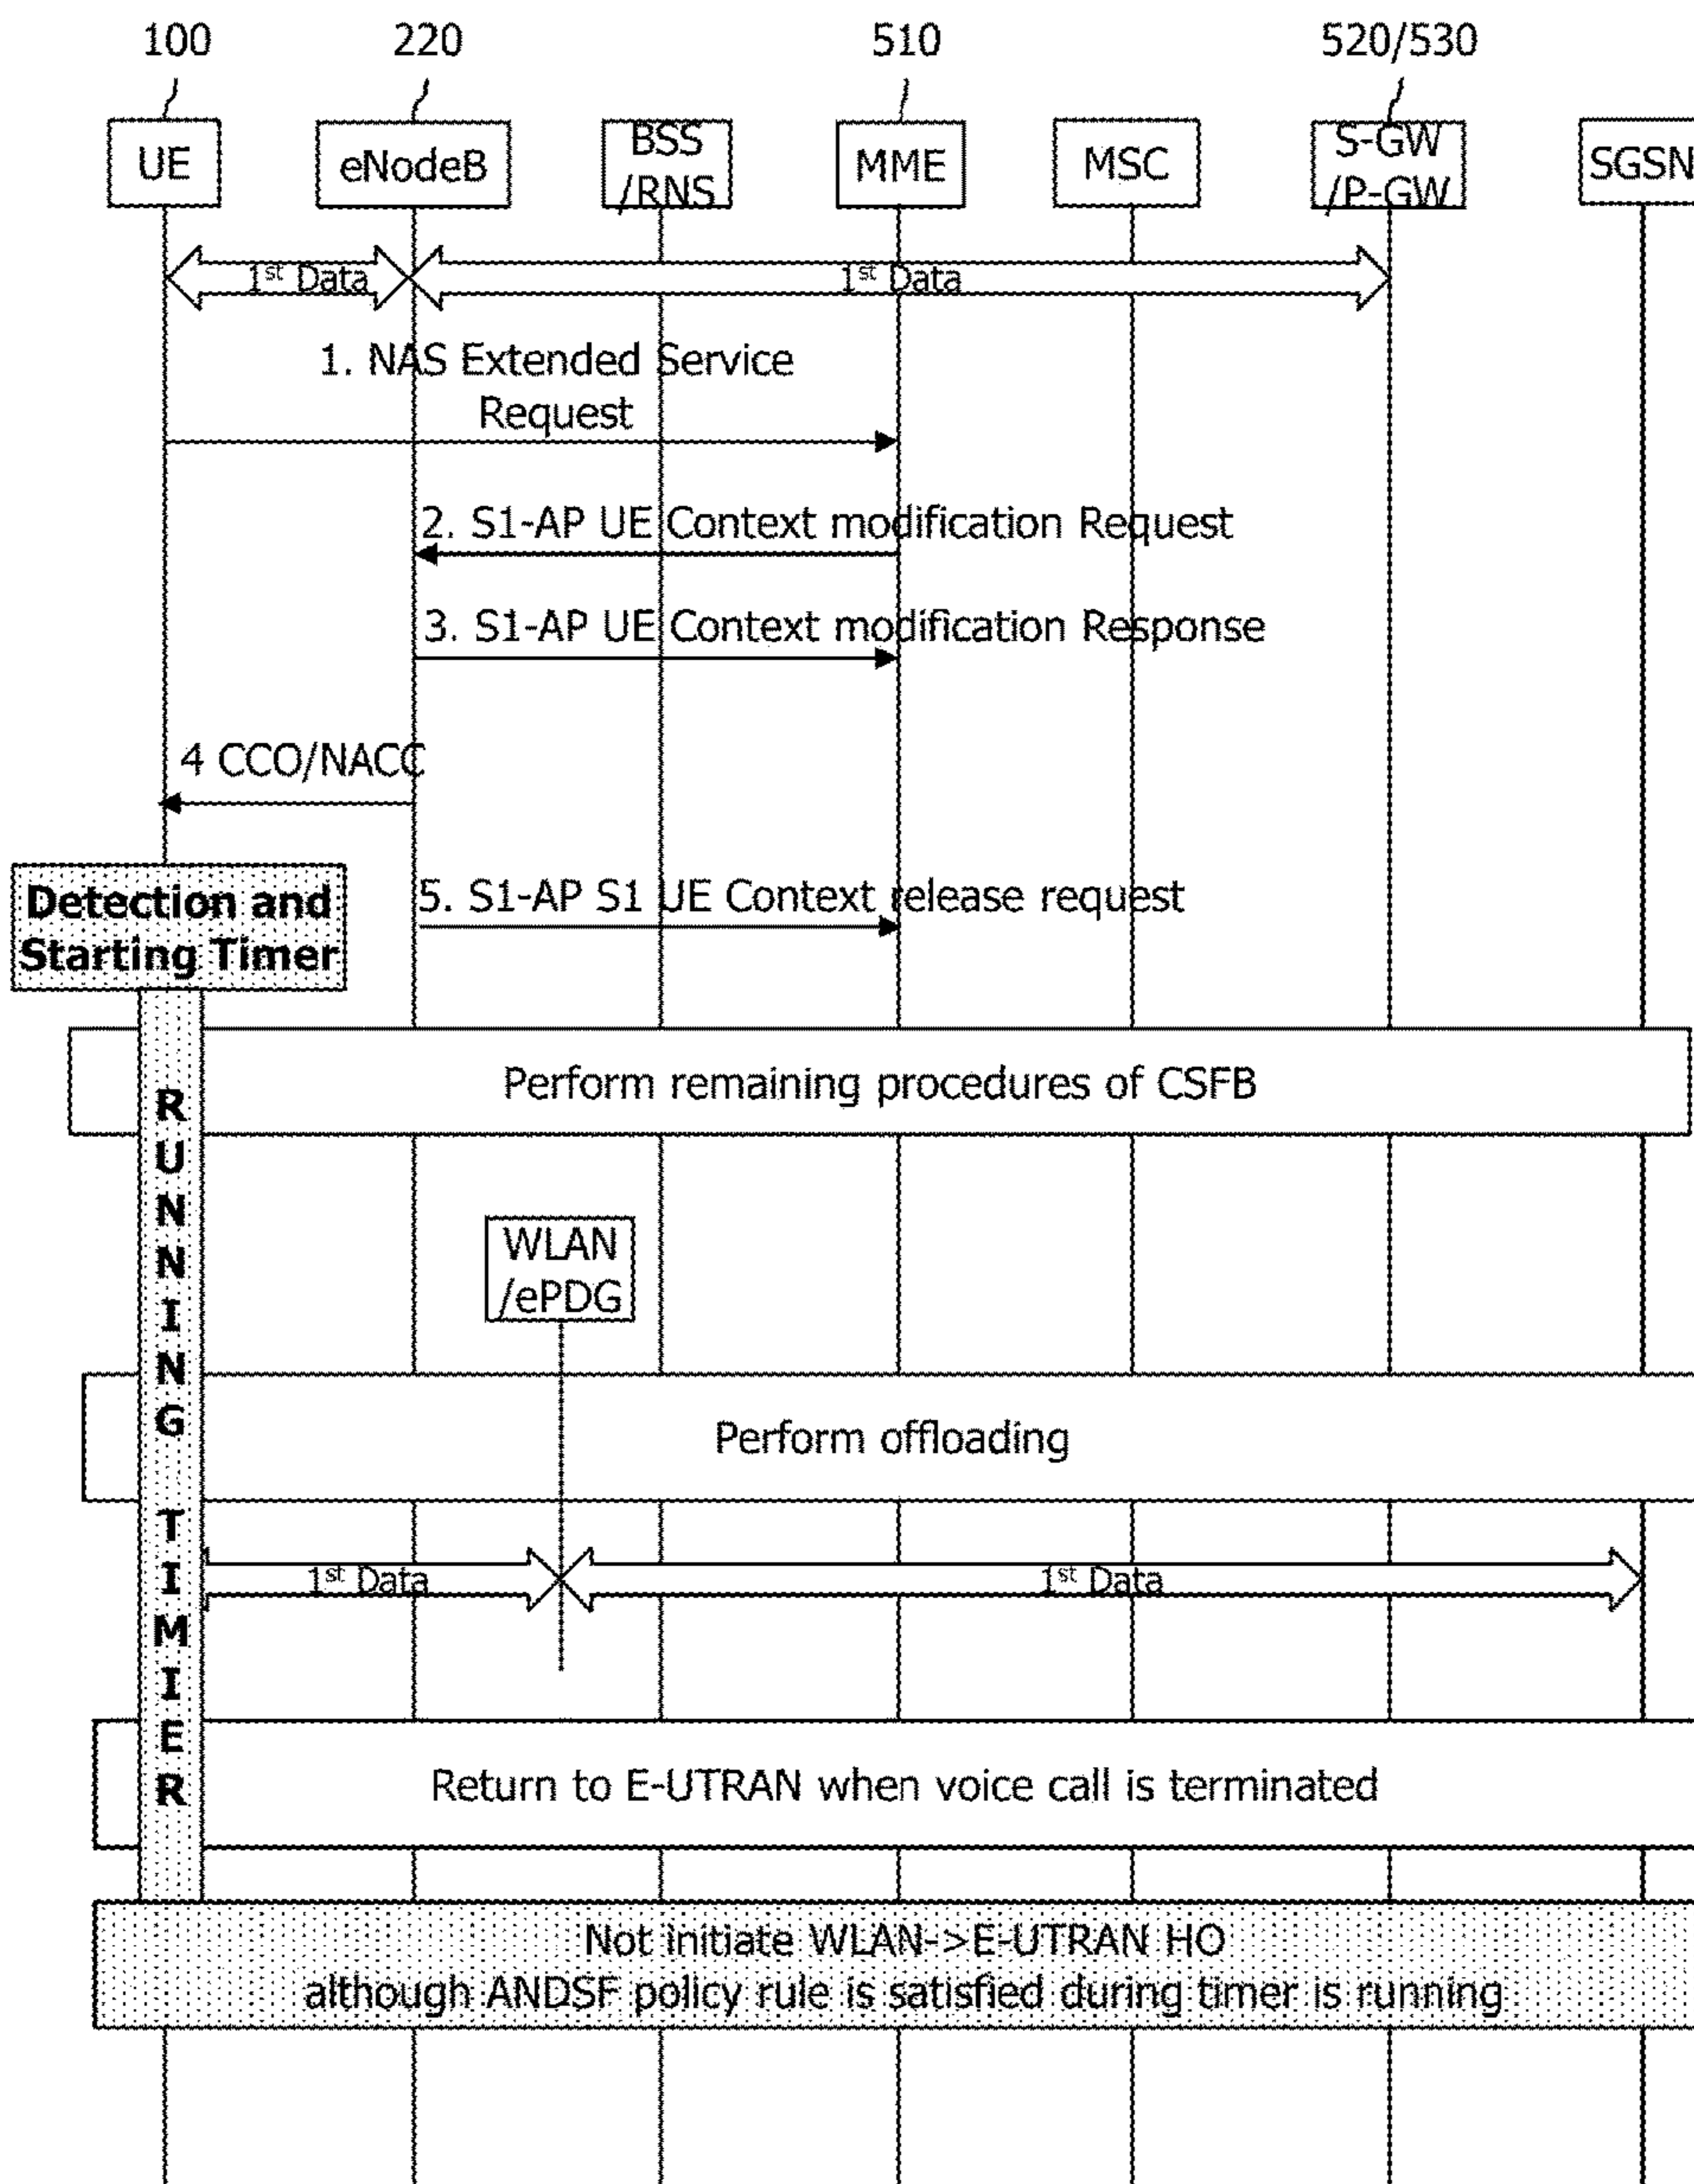 100
220
510
520/530
UE
eNodeB
BSS
/RNS
MME
MSC
S-GW
/P-GW
SGSN
1st Data
1st Data
1. NAS Extended Service
Request
2. S1-AP UE Context modification Request
3. S1-AP UE Context modification Response
4 CCO/NACC
Detection and
Starting Timer
5. S1-AP S1 UE Context release request
Perform remaining procedures of CSFB
RUNNING TIMIER
WLAN
/ePDG
Perform offloading
1st Data
1st Data
Return to E-UTRAN when voice call is terminated
Not initiate WLAN->E-UTRAN HO
although ANDSF policy rule is satisfied during timer is running